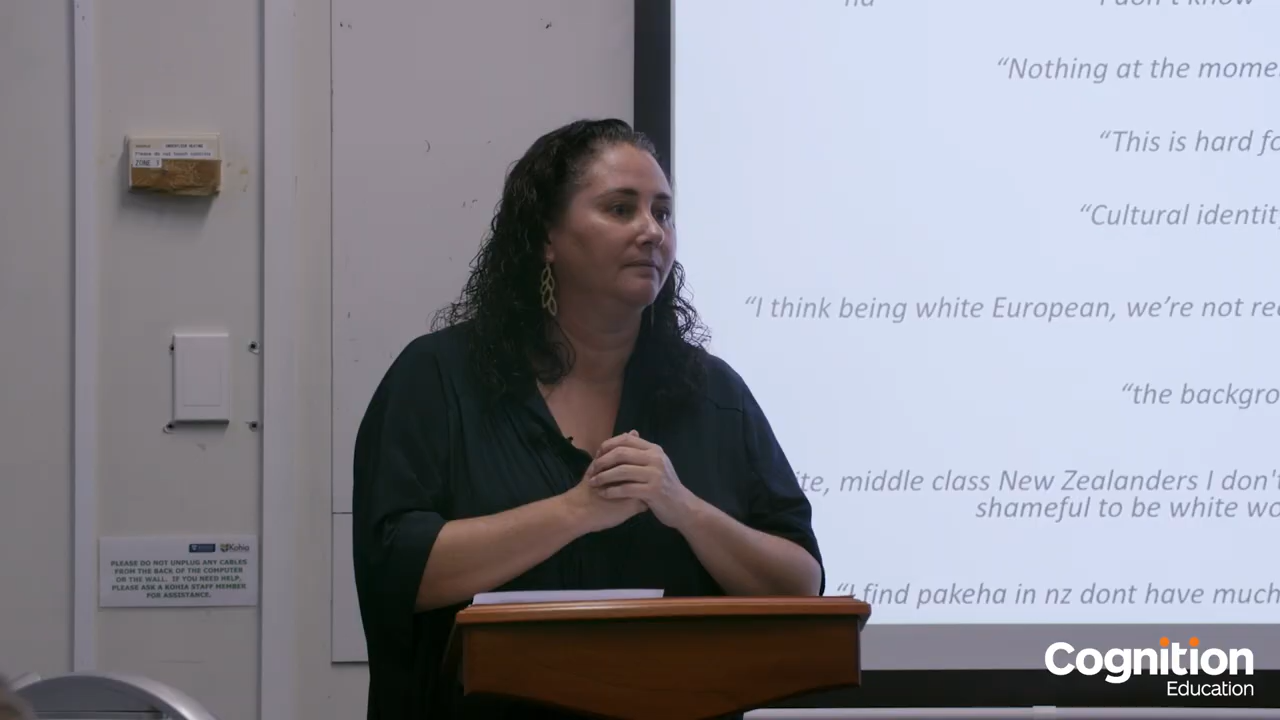 I don't know
"Nothing at the mome
"This is hard fo
"Cultural identity
"I think being white European, we're not re
"the backgro
ite, middle class New Zealanders I don't
shameful to be white wo
"I find pakeha in nz dont have much
ZONE 1
Kohia
PLEASE DO NOT UNPLUG ANY CABLES
FROM THE BACK OF THE COMPUTER
OR THE WALL. IF YOU NEED HELP,
PLEASE ASK A KOHIA STAFF MEMBER
FOR ASSISTANCE.
Cognition
Education